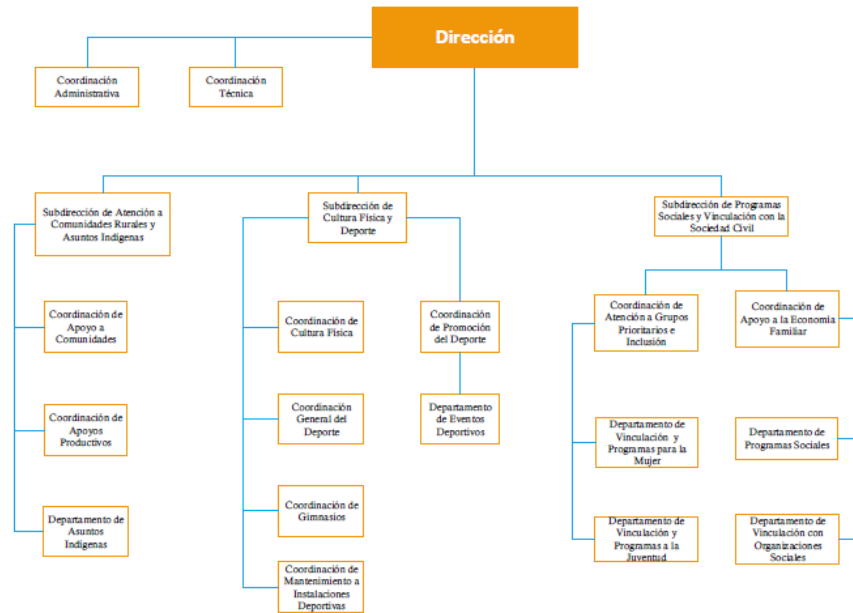 Dirección
Coordinación
Administrativa
Coordinación
Técnica
Subdirección de Atención a
Comunidades Rurales y
Asuntos Indígenas
Subdirección de
Cultura Física y
Deporte
Subdirección de Programas
Sociales y Vinculación con la
Sociedad Civil
Coordinación de
Apoyo a
Comunidades
Coordinación de
Cultura Física
Coordinación
de Promoción
del Deporte
Coordinación de
Atención a Grupos
Prioritarios e
Inclusión
Coordinación de
Apoyo a la Economía
Familiar
Coordinación de
Apoyos
Productivos
Coordinación
General del
Deporte
Departamento
de Eventos
Deportivos
Departamento de
Vinculación y
Programas para la
Mujer
Departamento de
Programas Sociales
Departamento de
Asuntos
Indígenas
Coordinación de
Gimnasios
Departamento de
Vinculación y
Programas a la
Juventud
Departamento de
Vinculación con
Organizaciones
Sociales
Coordinación de
Mantenimiento a
Instalaciones
Deportivas